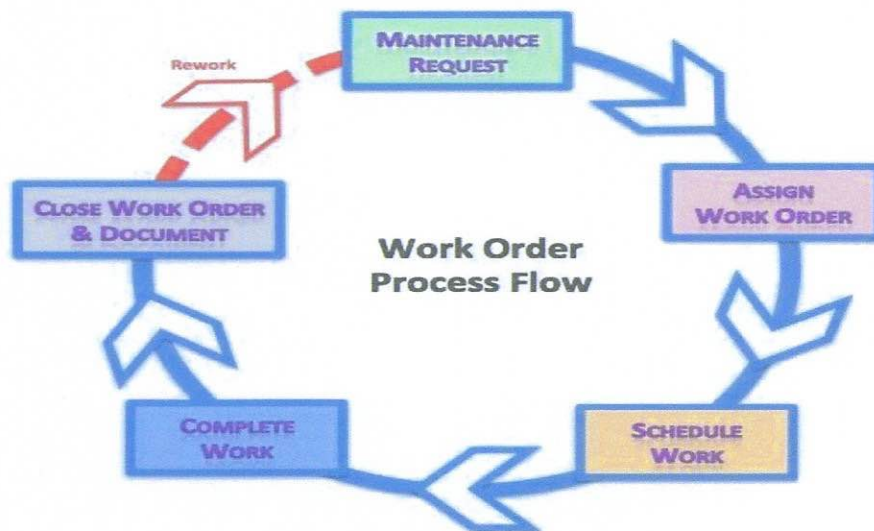 Rework
MAINTENANCE
REQUEST
ASSIGN
WORK ORDER
SCHEDULE
WORK
COMPLETE
WORK
CLOSE WORK ORDER
& DOCUMENT
Work Order
Process Flow